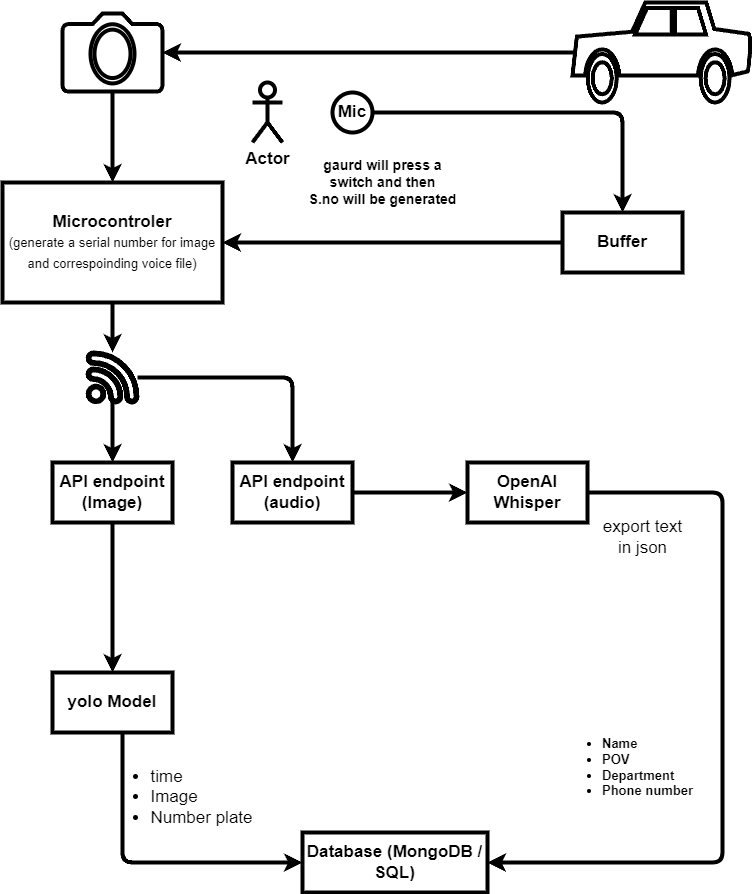 Mic
Actor
gaurd will press a
switch and then
S.no will be generated
Microcontroler
(generate a serial number for image
and correspoinding voice file)
Buffer
API endpoint
(Image)
API endpoint
(audio)
OpenAI
Whisper
export text
in json
yolo Model
• time
• Image
• Number plate
• Name
• POV
• Department
• Phone number
Database (MongoDB /
SQL)